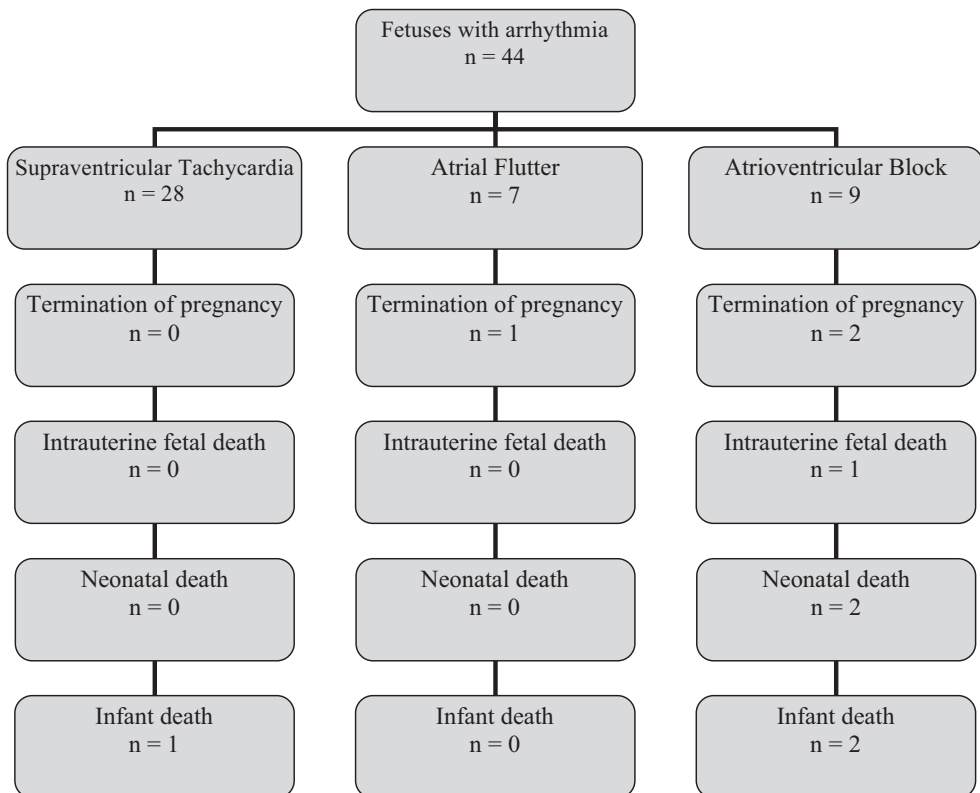 Fetuses with arrhythmia
n = 44
Supraventricular Tachycardia
n = 28
Atrial Flutter
n = 7
Atrioventricular Block
n = 9
Termination of pregnancy
n = 0
Termination of pregnancy
n = 1
Termination of pregnancy
n = 2
Intrauterine fetal death
n = 0
Intrauterine fetal death
n = 0
Intrauterine fetal death
n = 1
Neonatal death
n = 0
Neonatal death
n = 0
Neonatal death
n = 2
Infant death
n = 1
Infant death
n = 0
Infant death
n = 2